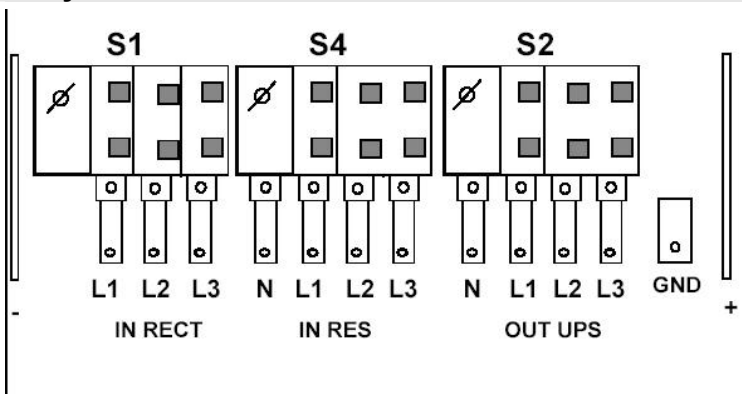 S1 S4 S2
L1 L2 L3 N L1 L2 L3 N L1 L2 L3 GND
- +
IN RECT IN RES OUT UPS